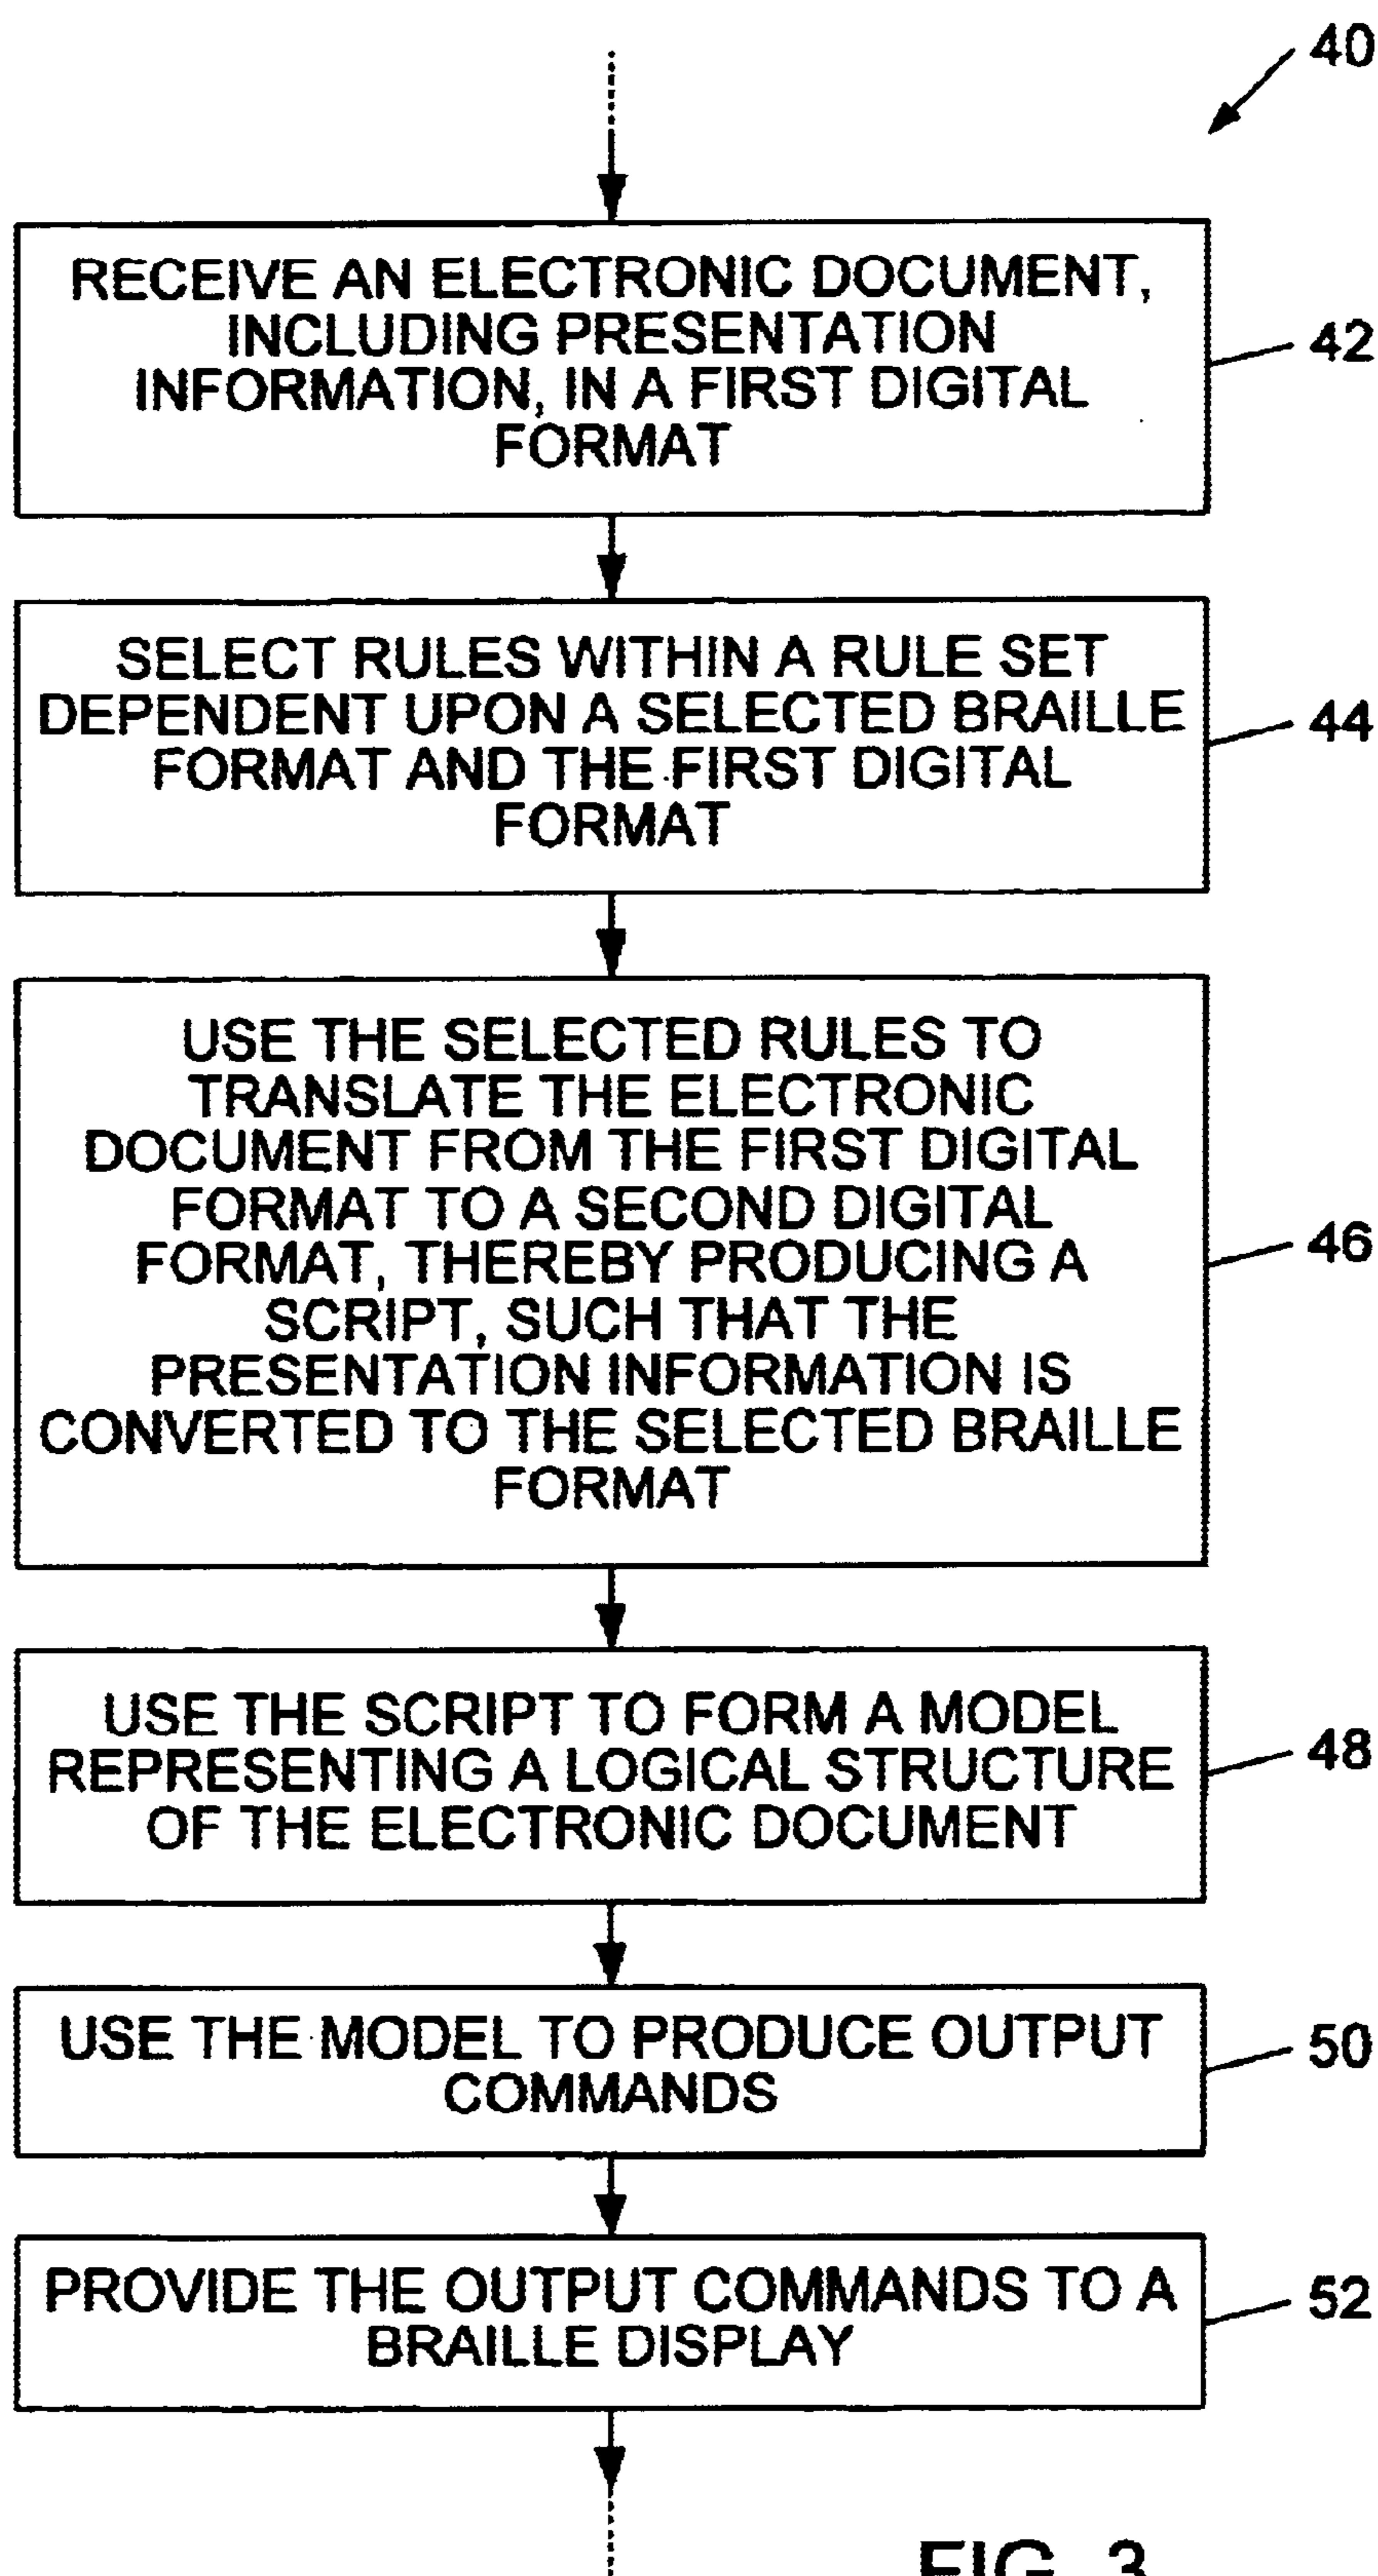 40
RECEIVE AN ELECTRONIC DOCUMENT,
INCLUDING PRESENTATION
INFORMATION, IN A FIRST DIGITAL
FORMAT
42
SELECT RULES WITHIN A RULE SET
DEPENDENT UPON A SELECTED BRAILLE
FORMAT AND THE FIRST DIGITAL
FORMAT
44
USE THE SELECTED RULES TO
TRANSLATE THE ELECTRONIC
DOCUMENT FROM THE FIRST DIGITAL
FORMAT TO A SECOND DIGITAL
FORMAT, THEREBY PRODUCING A
SCRIPT, SUCH THAT THE
PRESENTATION INFORMATION IS
CONVERTED TO THE SELECTED BRAILLE
FORMAT
46
USE THE SCRIPT TO FORM A MODEL
REPRESENTING A LOGICAL STRUCTURE
OF THE ELECTRONIC DOCUMENT
48
USE THE MODEL TO PRODUCE OUTPUT
COMMANDS
50
PROVIDE THE OUTPUT COMMANDS TO A
BRAILLE DISPLAY
52
FIG. 3